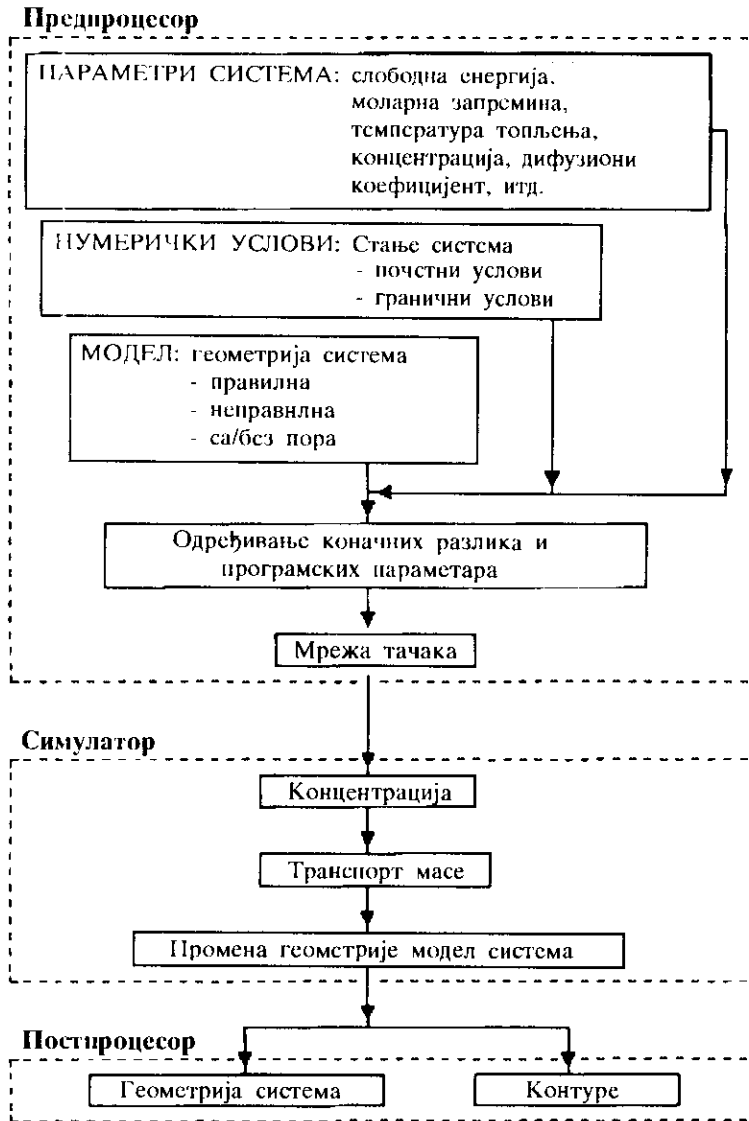 Предпроцесор
ПАРАМЕТРИ СИСТЕМА: слободна енергија,
моларна запремина,
температура топљења,
концентрација, дифузиони
коефицијент, итд.
НУМЕРИЧКИ УСЛОВИ: Стање система
- почетни услови
- гранични услови
МОДЕЛ: геометрија система
- правилна
- неправилна
- са/без пора
Одређивање коначних разлика и
програмских параметара
Мрежа тачака
Симулатор
Концентрација
Транспорт масе
Промена геометрије модел система
Постпроцесор
Геометрија система
Контуре